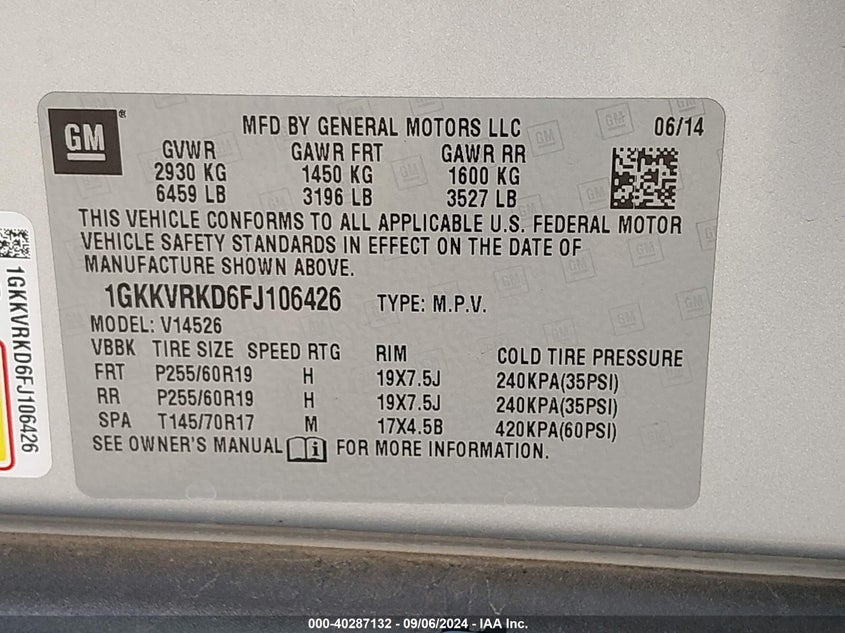 GM
®
MFD BY GENERAL MOTORS LLC 06/14
GVWR GAWR FRT GAWR RR
2930 KG 1450 KG 1600 KG
6459 LB 3196 LB 3527 LB
THIS VEHICLE CONFORMS TO ALL APPLICABLE U.S. FEDERAL MOTOR
VEHICLE SAFETY STANDARDS IN EFFECT ON THE DATE OF
MANUFACTURE SHOWN ABOVE.
1GKKVRKD6FJ106426 TYPE: M.P.V.
MODEL: V14526
VBBK TIRE SIZE SPEED RTG RIM COLD TIRE PRESSURE
FRT P255/60R19 H 19X7.5J 240KPA(35PSI)
RR P255/60R19 H 19X7.5J 240KPA(35PSI)
SPA T145/70R17 M 17X4.5B 420KPA(60PSI)
SEE OWNER'S MANUAL i FOR MORE INFORMATION.
1GKKVRKD6FJ106426
000-40287132 - 09/06/2024 - IAA Inc.